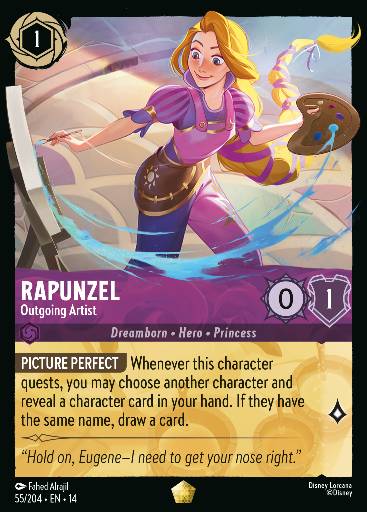 1
RAPUNZEL
Outgoing Artist
0
1
Dreamborn • Hero • Princess
PICTURE PERFECT Whenever this character
quests, you may choose another character and
reveal a character card in your hand. If they have
the same name, draw a card.
“Hold on, Eugene–I need to get your nose right.”
Fahed Alrajil
55/204 • EN • 14
Disney Lorcana
©Disney